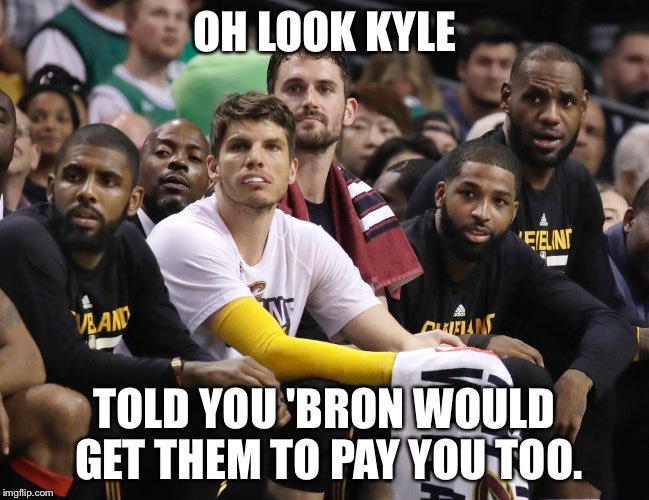 OH LOOK KYLE
TOLD YOU 'BRON WOULD
GET THEM TO PAY YOU TOO.
imgflip.com